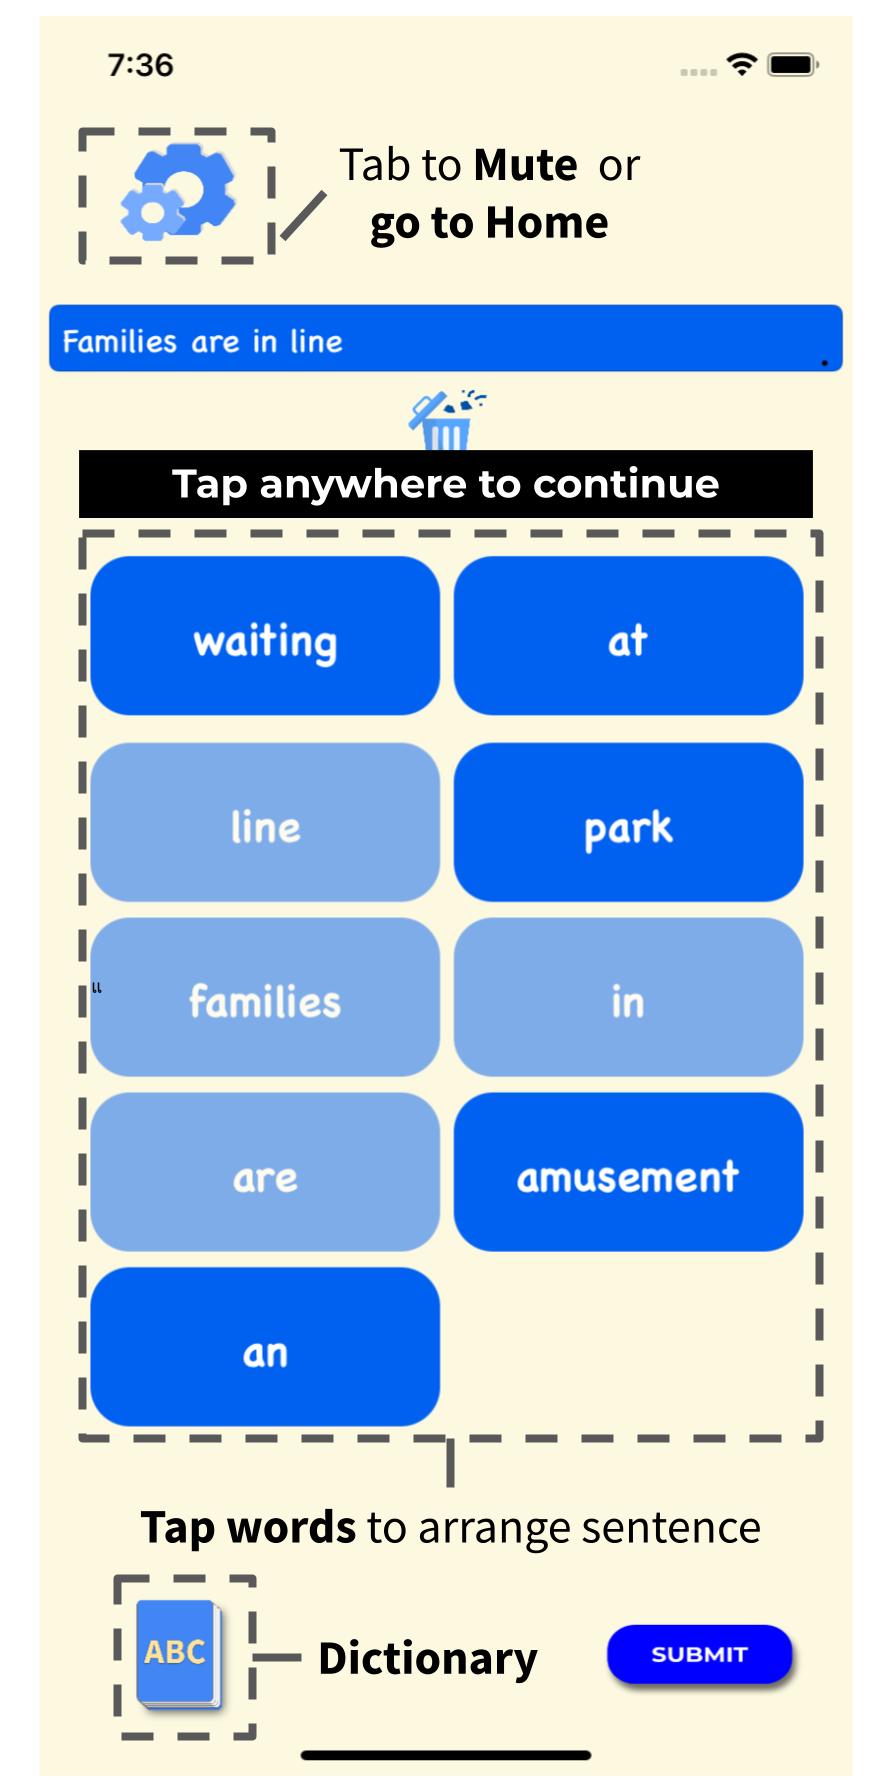 7:36
Tab to Mute or
go to Home
Families are in line
.
Tap anywhere to continue
waiting
at
line
park
“
families
in
are
amusement
an
Tap words to arrange sentence
ABC
Dictionary
SUBMIT